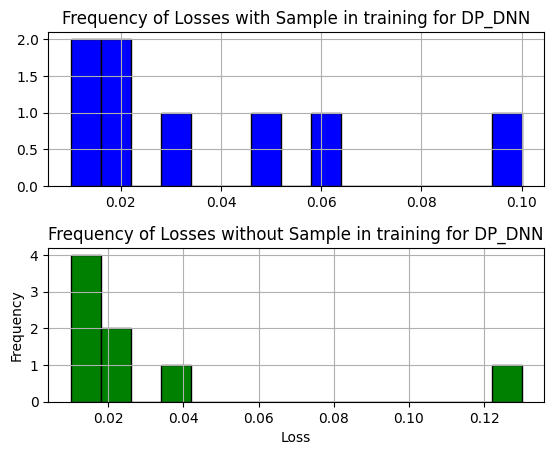 Frequency of Losses with Sample in training for DP_DNN
2.0
1.5
1.0
0.5
0.0
0.02 0.04 0.06 0.08 0.10
Frequency of Losses without Sample in training for DP_DNN
4
3
2
1
0
Frequency
0.02 0.04 0.06 0.08 0.10 0.12
Loss